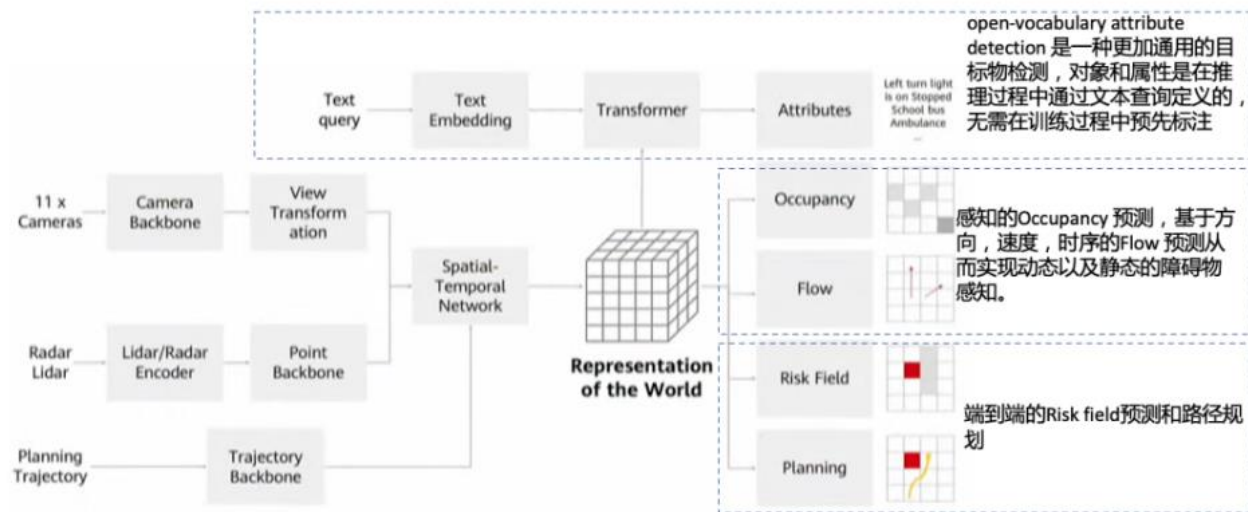 open-vocabulary attribute
detection 是一种更加通用的目
标物检测，对象和属性是在推
理过程中通过文本查询定义的，
无需在训练过程中预先标注
Text
query
Text
Embedding
Transformer
Attributes
Left turn light
is on Stopped
School bus
Ambulance
...
11 x
Cameras
Camera
Backbone
View
Transform
ation
Spatial-
Temporal
Network
Representation
of the World
Occupancy
Flow
感知的Occupancy 预测，基于方
向，速度，时序的Flow 预测从
而实现动态以及静态的障碍物
感知。
Radar
Lidar
Lidar/Radar
Encoder
Point
Backbone
Risk Field
Planning
端到端的Risk field预测和路径规
划
Planning
Trajectory
Trajectory
Backbone